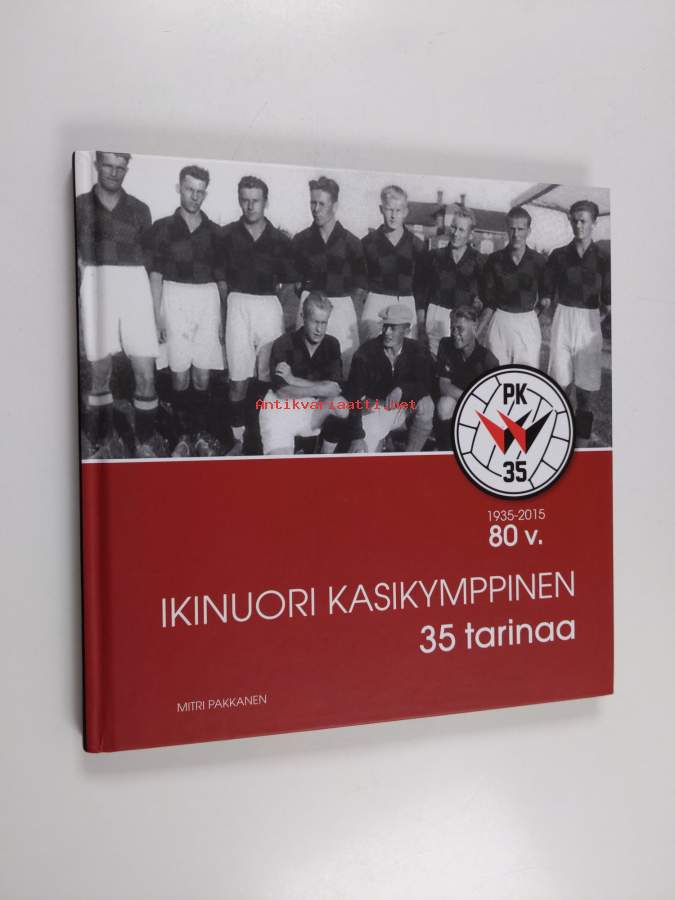 Antikvariaatti.net
PK
35
1935-2015
80 v.
IKINUORI KASIKYMPPINEN
35 tarinaa
MITRI PAKKANEN